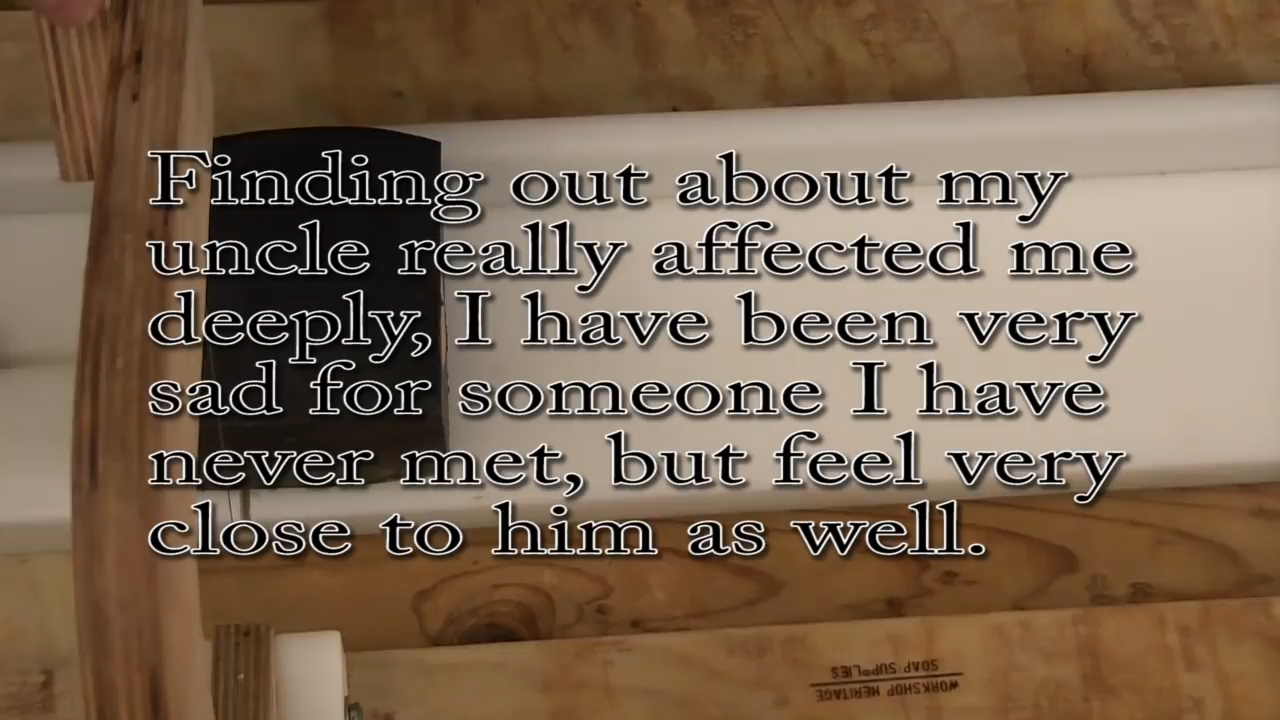 Finding out about my
uncle really affected me
deeply, I have been very
sad for someone I have
never met, but feel very
close to him as well.
WORKSHOP HERITAGE
SOAP SUPPLIES